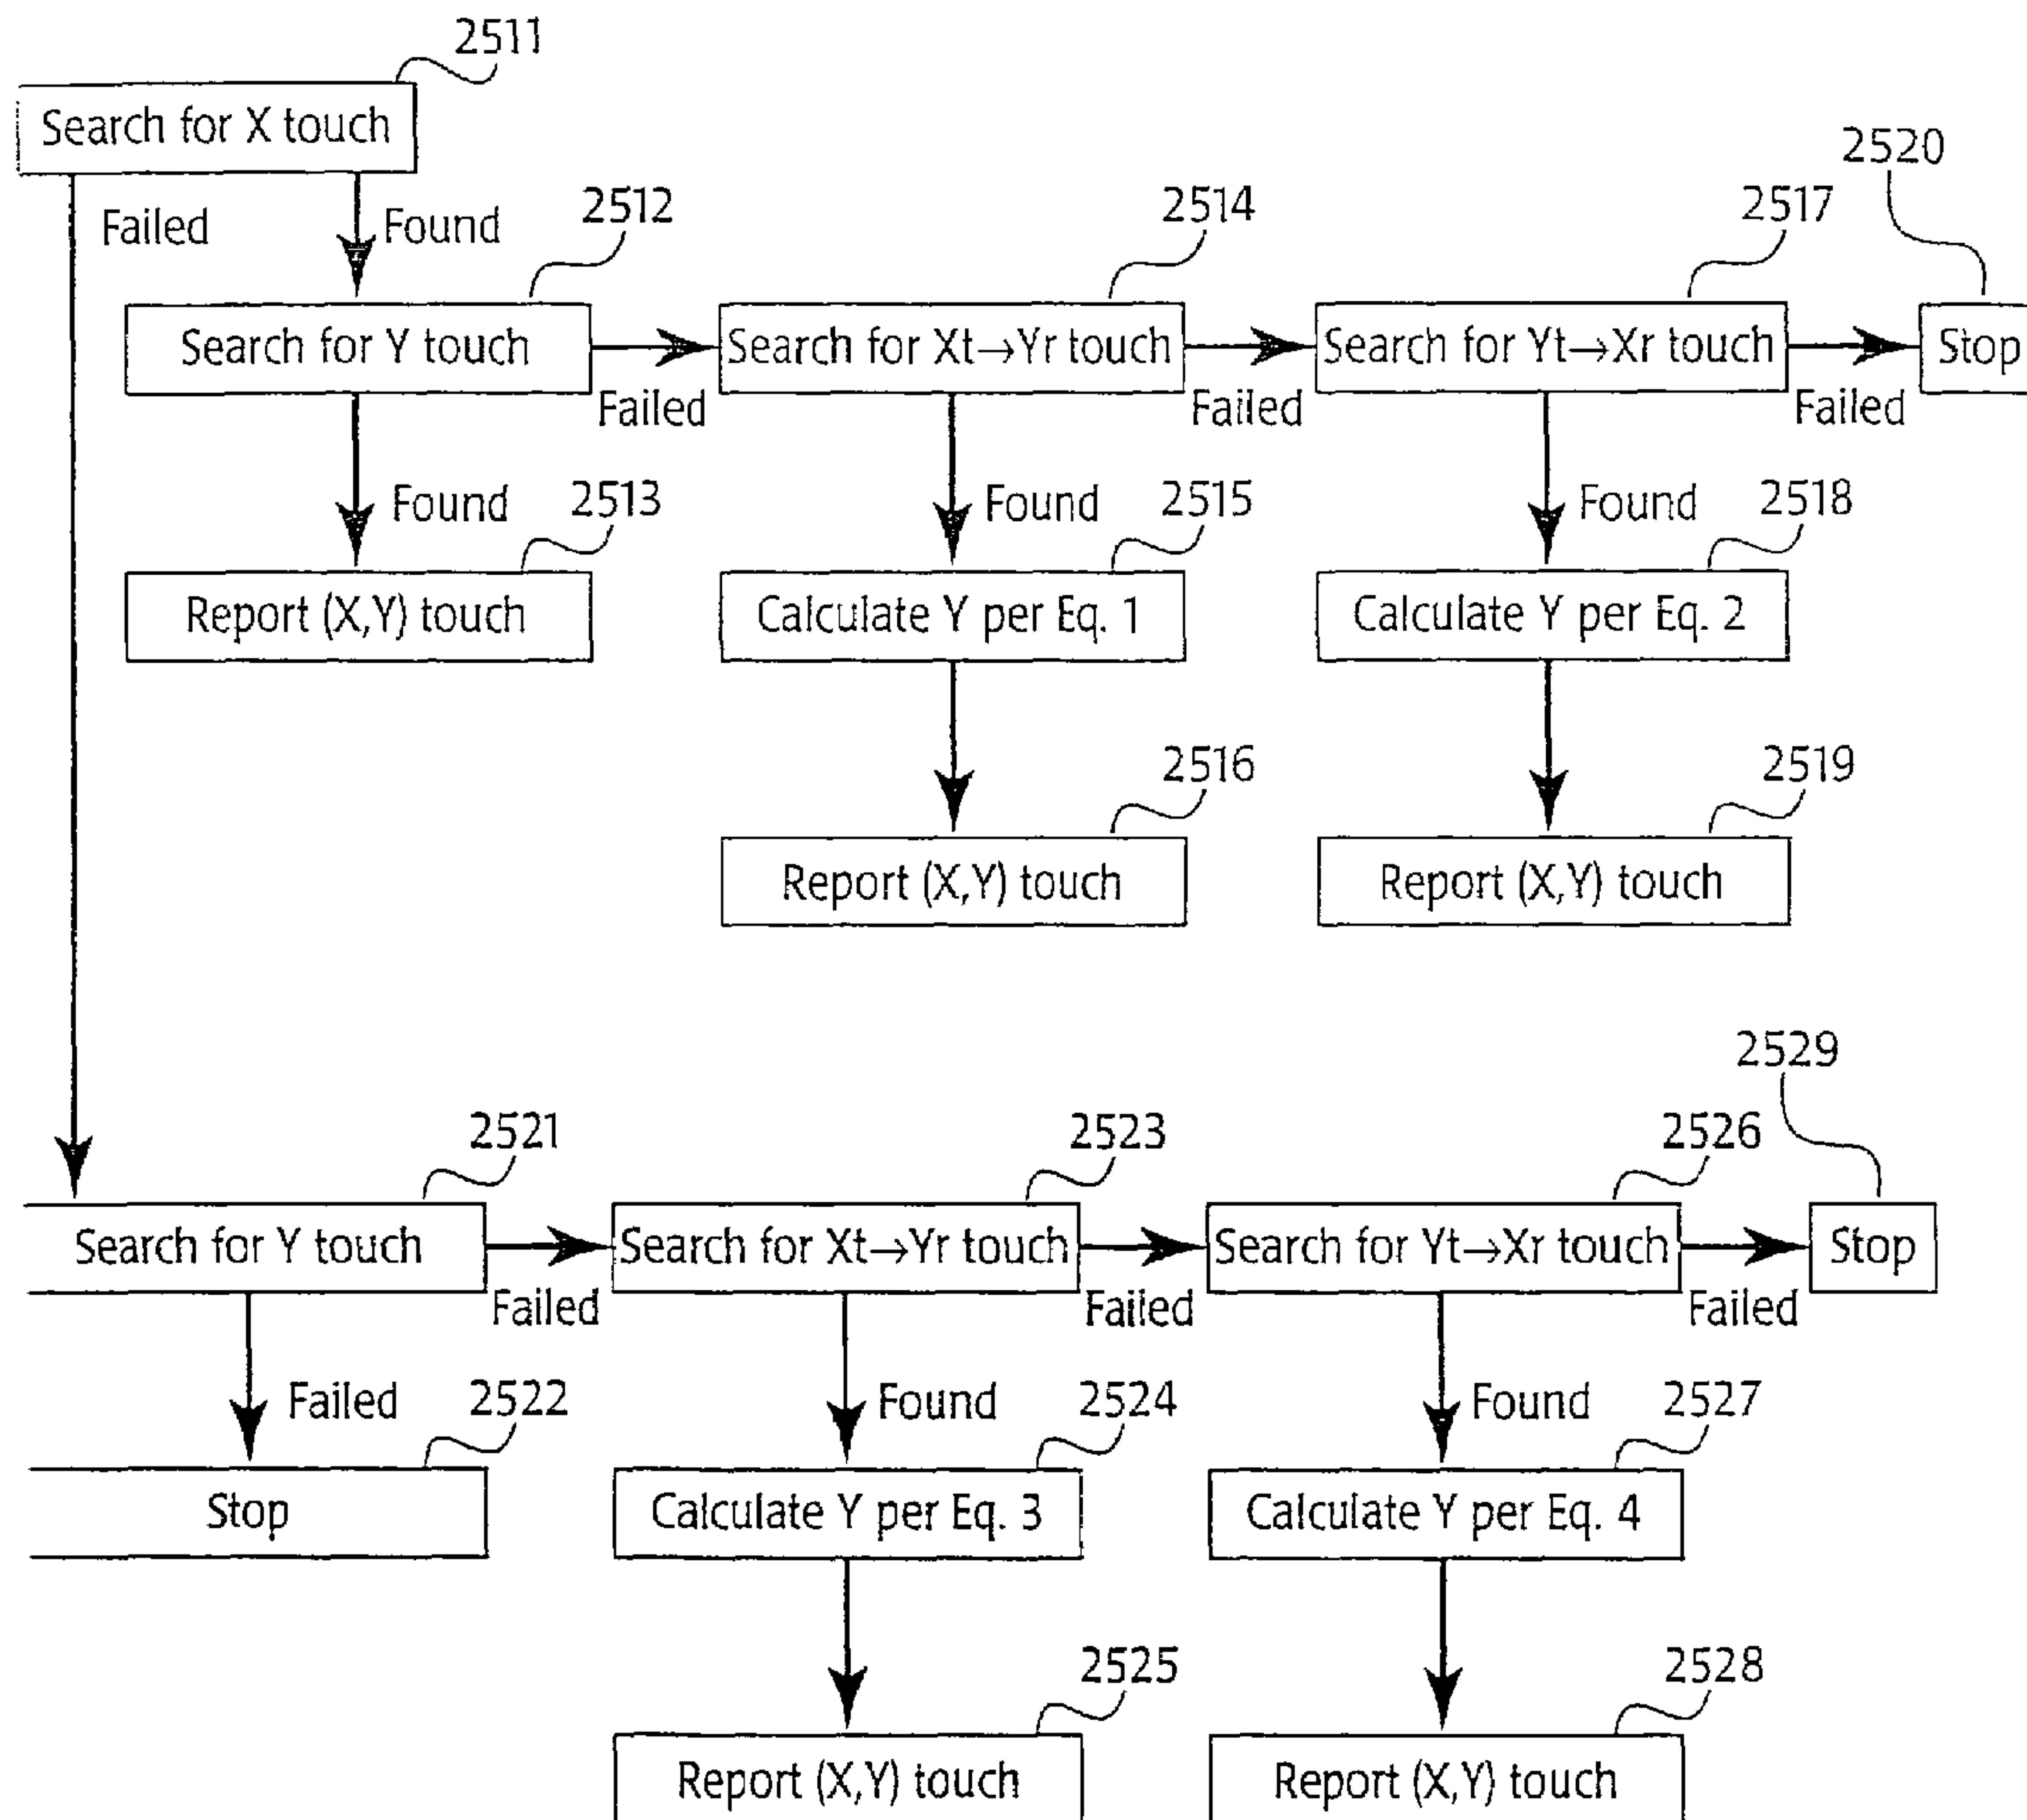 2511
Search for X touch
2520
Failed
Found
2512
2514
2517
Search for Y touch
Search for Xt→Yr touch
Search for Yt→Xr touch
Stop
Failed
Failed
Failed
Found
2513
Found
2515
Found
2518
Report (X,Y) touch
Calculate Y per Eq. 1
Calculate Y per Eq. 2
2516
2519
Report (X,Y) touch
Report (X,Y) touch
2529
2521
2523
2526
Search for Y touch
Search for Xt→Yr touch
Search for Yt→Xr touch
Stop
Failed
Failed
Failed
Failed
2522
Found
2524
Found
2527
Stop
Calculate Y per Eq. 3
Calculate Y per Eq. 4
2525
2528
Report (X,Y) touch
Report (X,Y) touch